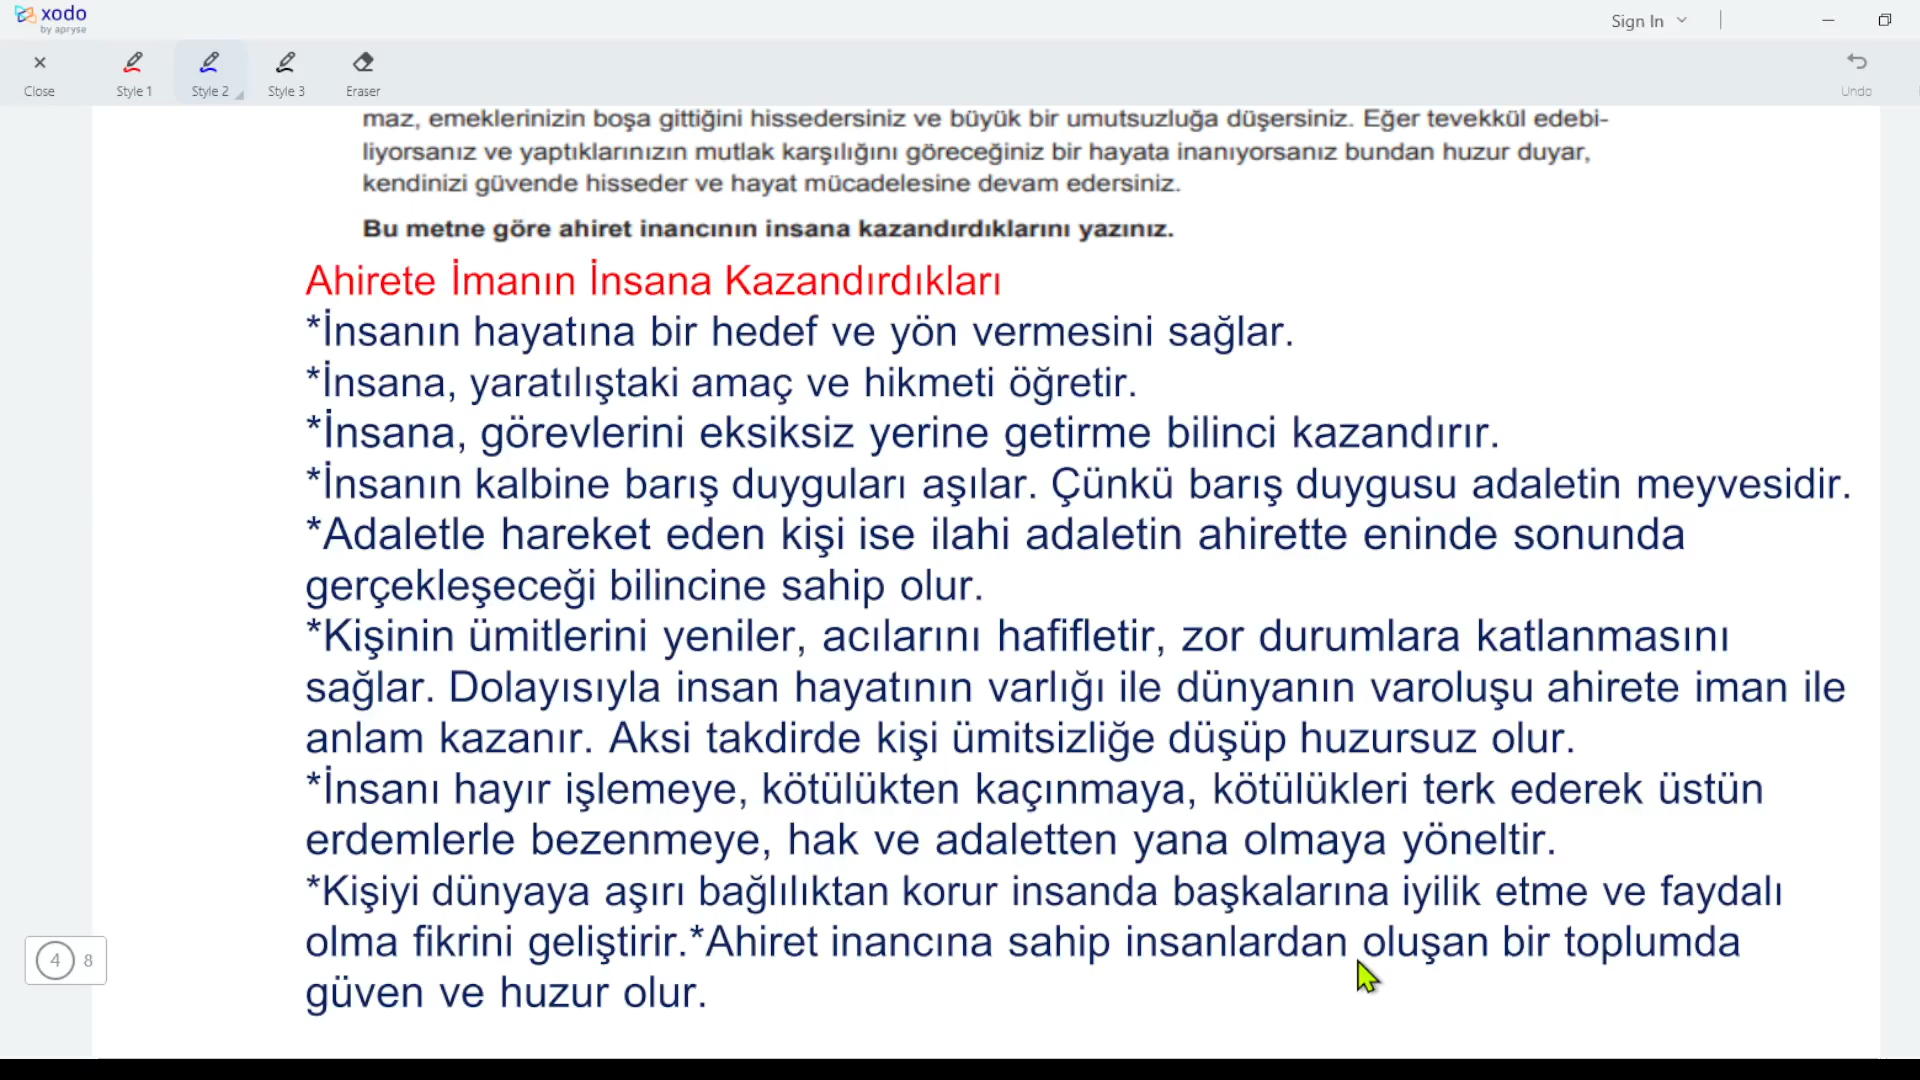 xodo
by apryse
Sign In
Close
Style 1
Style 2
Style 3
Eraser
Undo
maz, emeklerinizin boşa gittiğini hissedersiniz ve büyük bir umutsuzluğa düşersiniz. Eğer tevekkül edebi-
liyorsanız ve yaptıklarınızın mutlak karşılığını göreceğiniz bir hayata inanıyorsanız bundan huzur duyar,
kendinizi güvende hisseder ve hayat mücadelesine devam edersiniz.
Bu metne göre ahiret inancının insana kazandırdıklarını yazınız.
Ahirete İmanın İnsana Kazandırdıkları
*İnsanın hayatına bir hedef ve yön vermesini sağlar.
*İnsana, yaratılıştaki amaç ve hikmeti öğretir.
*İnsana, görevlerini eksiksiz yerine getirme bilinci kazandırır.
*İnsanın kalbine barış duyguları aşılar. Çünkü barış duygusu adaletin meyvesidir.
*Adaletle hareket eden kişi ise ilahi adaletin ahirette eninde sonunda
gerçekleşeceği bilincine sahip olur.
*Kişinin ümitlerini yeniler, acılarını hafifletir, zor durumlara katlanmasını
sağlar. Dolayısıyla insan hayatının varlığı ile dünyanın varoluşu ahirete iman ile
anlam kazanır. Aksi takdirde kişi ümitsizliğe düşüp huzursuz olur.
*İnsanı hayır işlemeye, kötülükten kaçınmaya, kötülükleri terk ederek üstün
erdemlerle bezenmeye, hak ve adaletten yana olmaya yöneltir.
*Kişiyi dünyaya aşırı bağlılıktan korur insanda başkalarına iyilik etme ve faydalı
olma fikrini geliştirir.*Ahiret inancına sahip insanlardan oluşan bir toplumda
güven ve huzur olur.
4 8